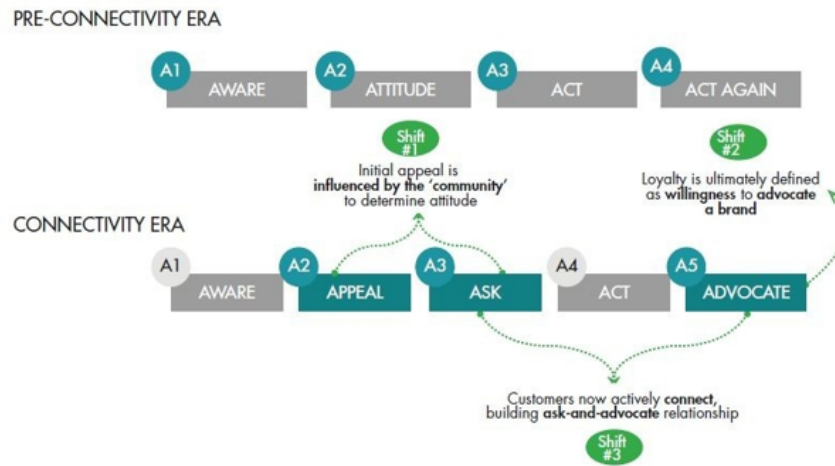 PRE-CONNECTIVITY ERA
A1
AWARE
A2
ATTITUDE
A3
ACT
A4
ACT AGAIN
Shift
#1
Initial appeal is
influenced by the 'community'
to determine attitude
Shift
#2
Loyalty is ultimately defined
as willingness to advocate
a brand
CONNECTIVITY ERA
A1
AWARE
A2
APPEAL
A3
ASK
A4
ACT
A5
ADVOCATE
Customers now actively connect,
building ask-and-advocate relationship
Shift
#3